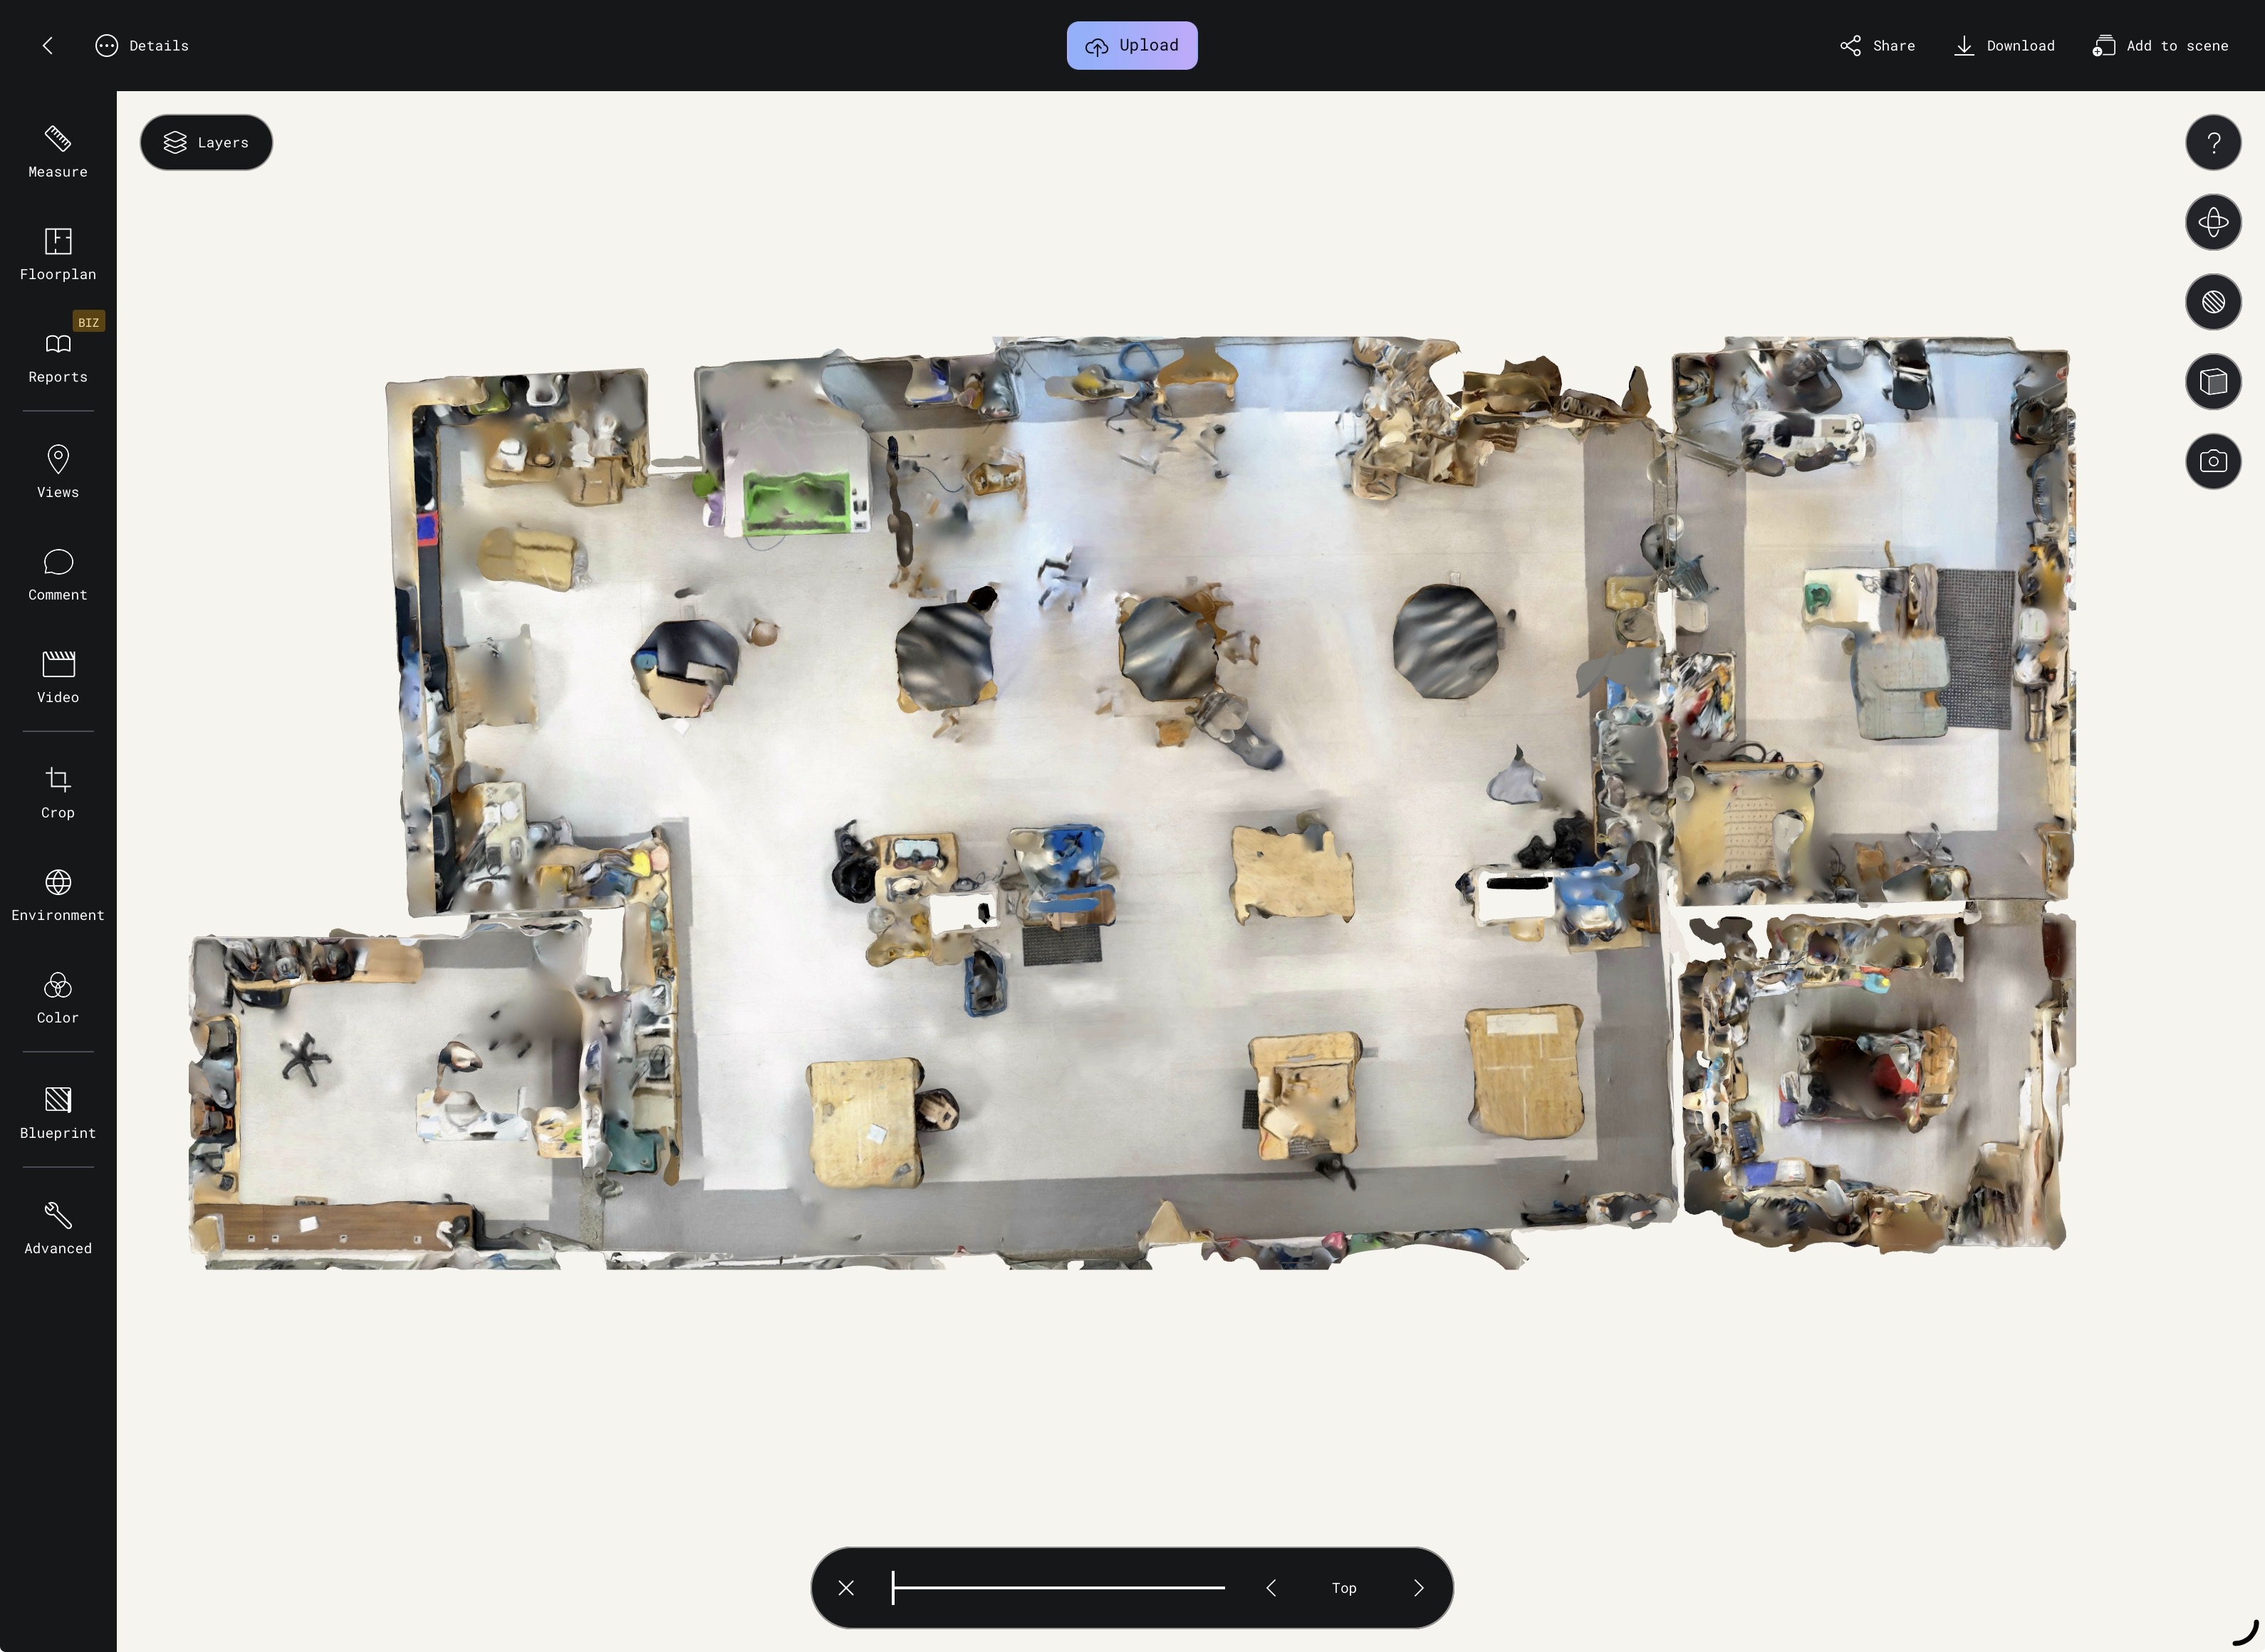 Details
Upload
Share
Download
Add to scene
Layers
?
Measure
Floorplan
BIZ
Reports
Views
Comment
Video
Crop
Environment
Color
Blueprint
Advanced
Top